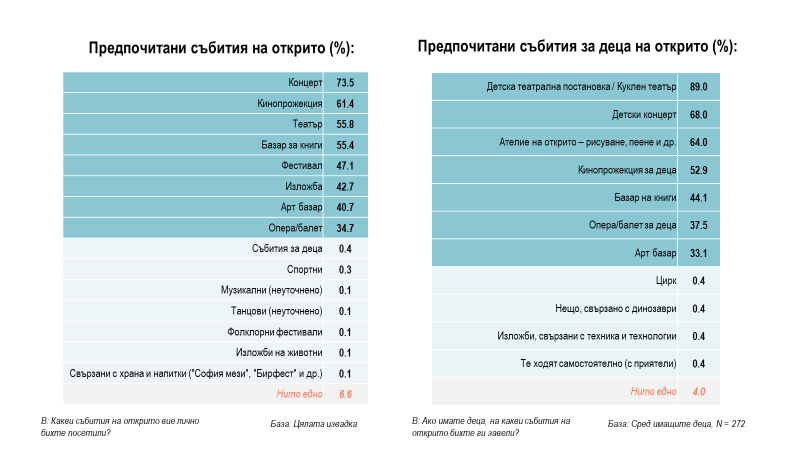 Предпочитани събития на открито (%):
Концерт 73.5
Кинопрожекция 61.4
Театър 55.8
Базар за книги 55.4
Фестивал 47.1
Изложба 42.7
Арт базар 40.7
Опера/балет 34.7
Събития за деца 0.4
Спортни 0.3
Музикални (неуточнено) 0.1
Танцови (неуточнено) 0.1
Фолклорни фестивали 0.1
Изложби на животни 0.1
Свързани с храна и напитки ("София мези", "Бирфест" и др.) 0.1
Нито едно 6.6
В: Какви събития на открито вие лично
бихте посетили?
База: Цялата извадка
Предпочитани събития за деца на открито (%):
Детска театрална постановка / Куклен театър 89.0
Детски концерт 68.0
Ателие на открито – рисуване, пеене и др. 64.0
Кинопрожекция за деца 52.9
Базар на книги 44.1
Опера/балет за деца 37.5
Арт базар 33.1
Цирк 0.4
Нещо, свързано с динозаври 0.4
Изложби, свързани с техника и технологии 0.4
Те ходят самостоятелно (с приятели) 0.4
Нито едно 4.0
В: Ако имате деца, на какви събития на
открито бихте ги завели?
База: Сред имащите деца, N = 272